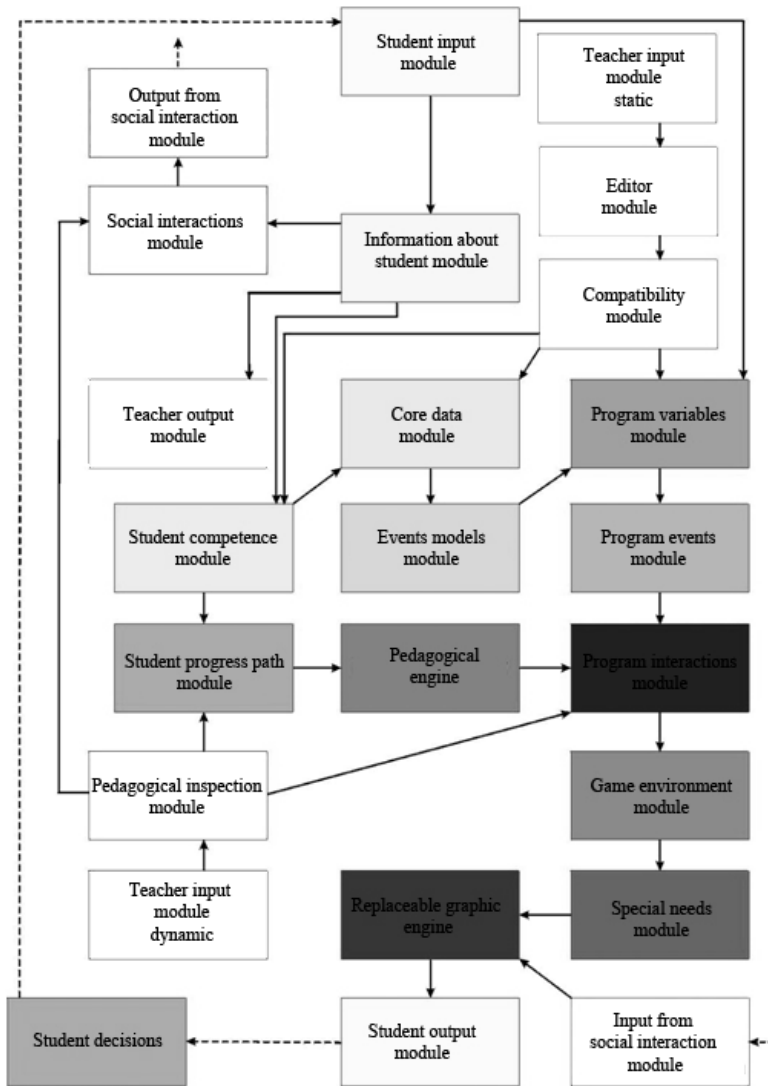 Student input
module
Teacher input
module
static
Output from
social interaction
module
Editor
module
Social interactions
module
Information about
student module
Compatibility
module
Teacher output
module
Core data
module
Program variables
module
Student competence
module
Events models
module
Program events
module
Student progress path
module
Pedagogical
engine
Program interactions
module
Pedagogical inspection
module
Game environment
module
Teacher input
module
dynamic
Replaceable graphic
engine
Special needs
module
Student decisions
Student output
module
Input from
social interaction
module